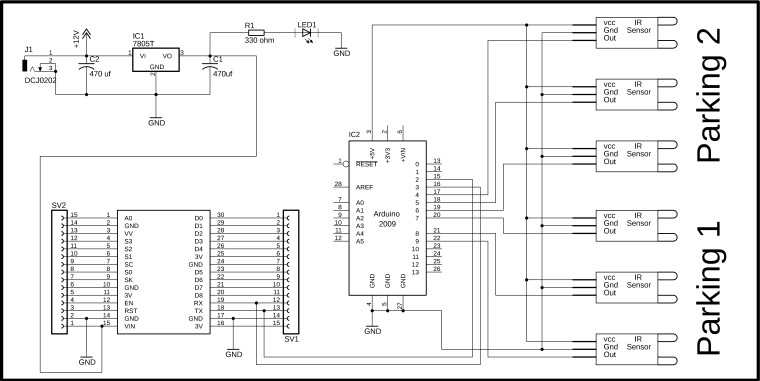 J1
1
2
3
DCJ0202
+12V
C2
470 uf
IC1
7805T
1 VI VO 3
GND
2
GND
C1
470uf
R1
330 ohm
LED1
GND
IC2
3 2 6
+5V +3V3 +VIN
1 RESET
28 AREF
7 A0
8 A1
9 A2
10 A3
11 A4
12 A5
Arduino
2009
0 13
1 14
2 15
3 16
4 17
5 18
6 19
7 20
8 21
9 22
10 23
11 24
12 25
13 26
GND GND GND
4 5 27
GND
SV2
15 1 A0
14 2 GND
13 3 VV
12 4 S3
11 5 S2
10 6 S1
9 7 SC
8 8 S0
7 9 SK
6 10 GND
5 11 3V
4 12 EN
3 13 RST
2 14 GND
1 15 VIN
GND
D0 30 1
D1 29 2
D2 28 3
D3 27 4
D4 26 5
3V 25 6
GND 24 7
D5 23 8
D6 22 9
D7 21 10
D8 20 11
RX 19 12
TX 18 13
GND 17 14
3V 16 15
SV1
GND
vcc IR
Gnd Sensor
Out
vcc IR
Gnd Sensor
Out
vcc IR
Gnd Sensor
Out
Parking 2
vcc IR
Gnd Sensor
Out
vcc IR
Gnd Sensor
Out
vcc IR
Gnd Sensor
Out
Parking 1